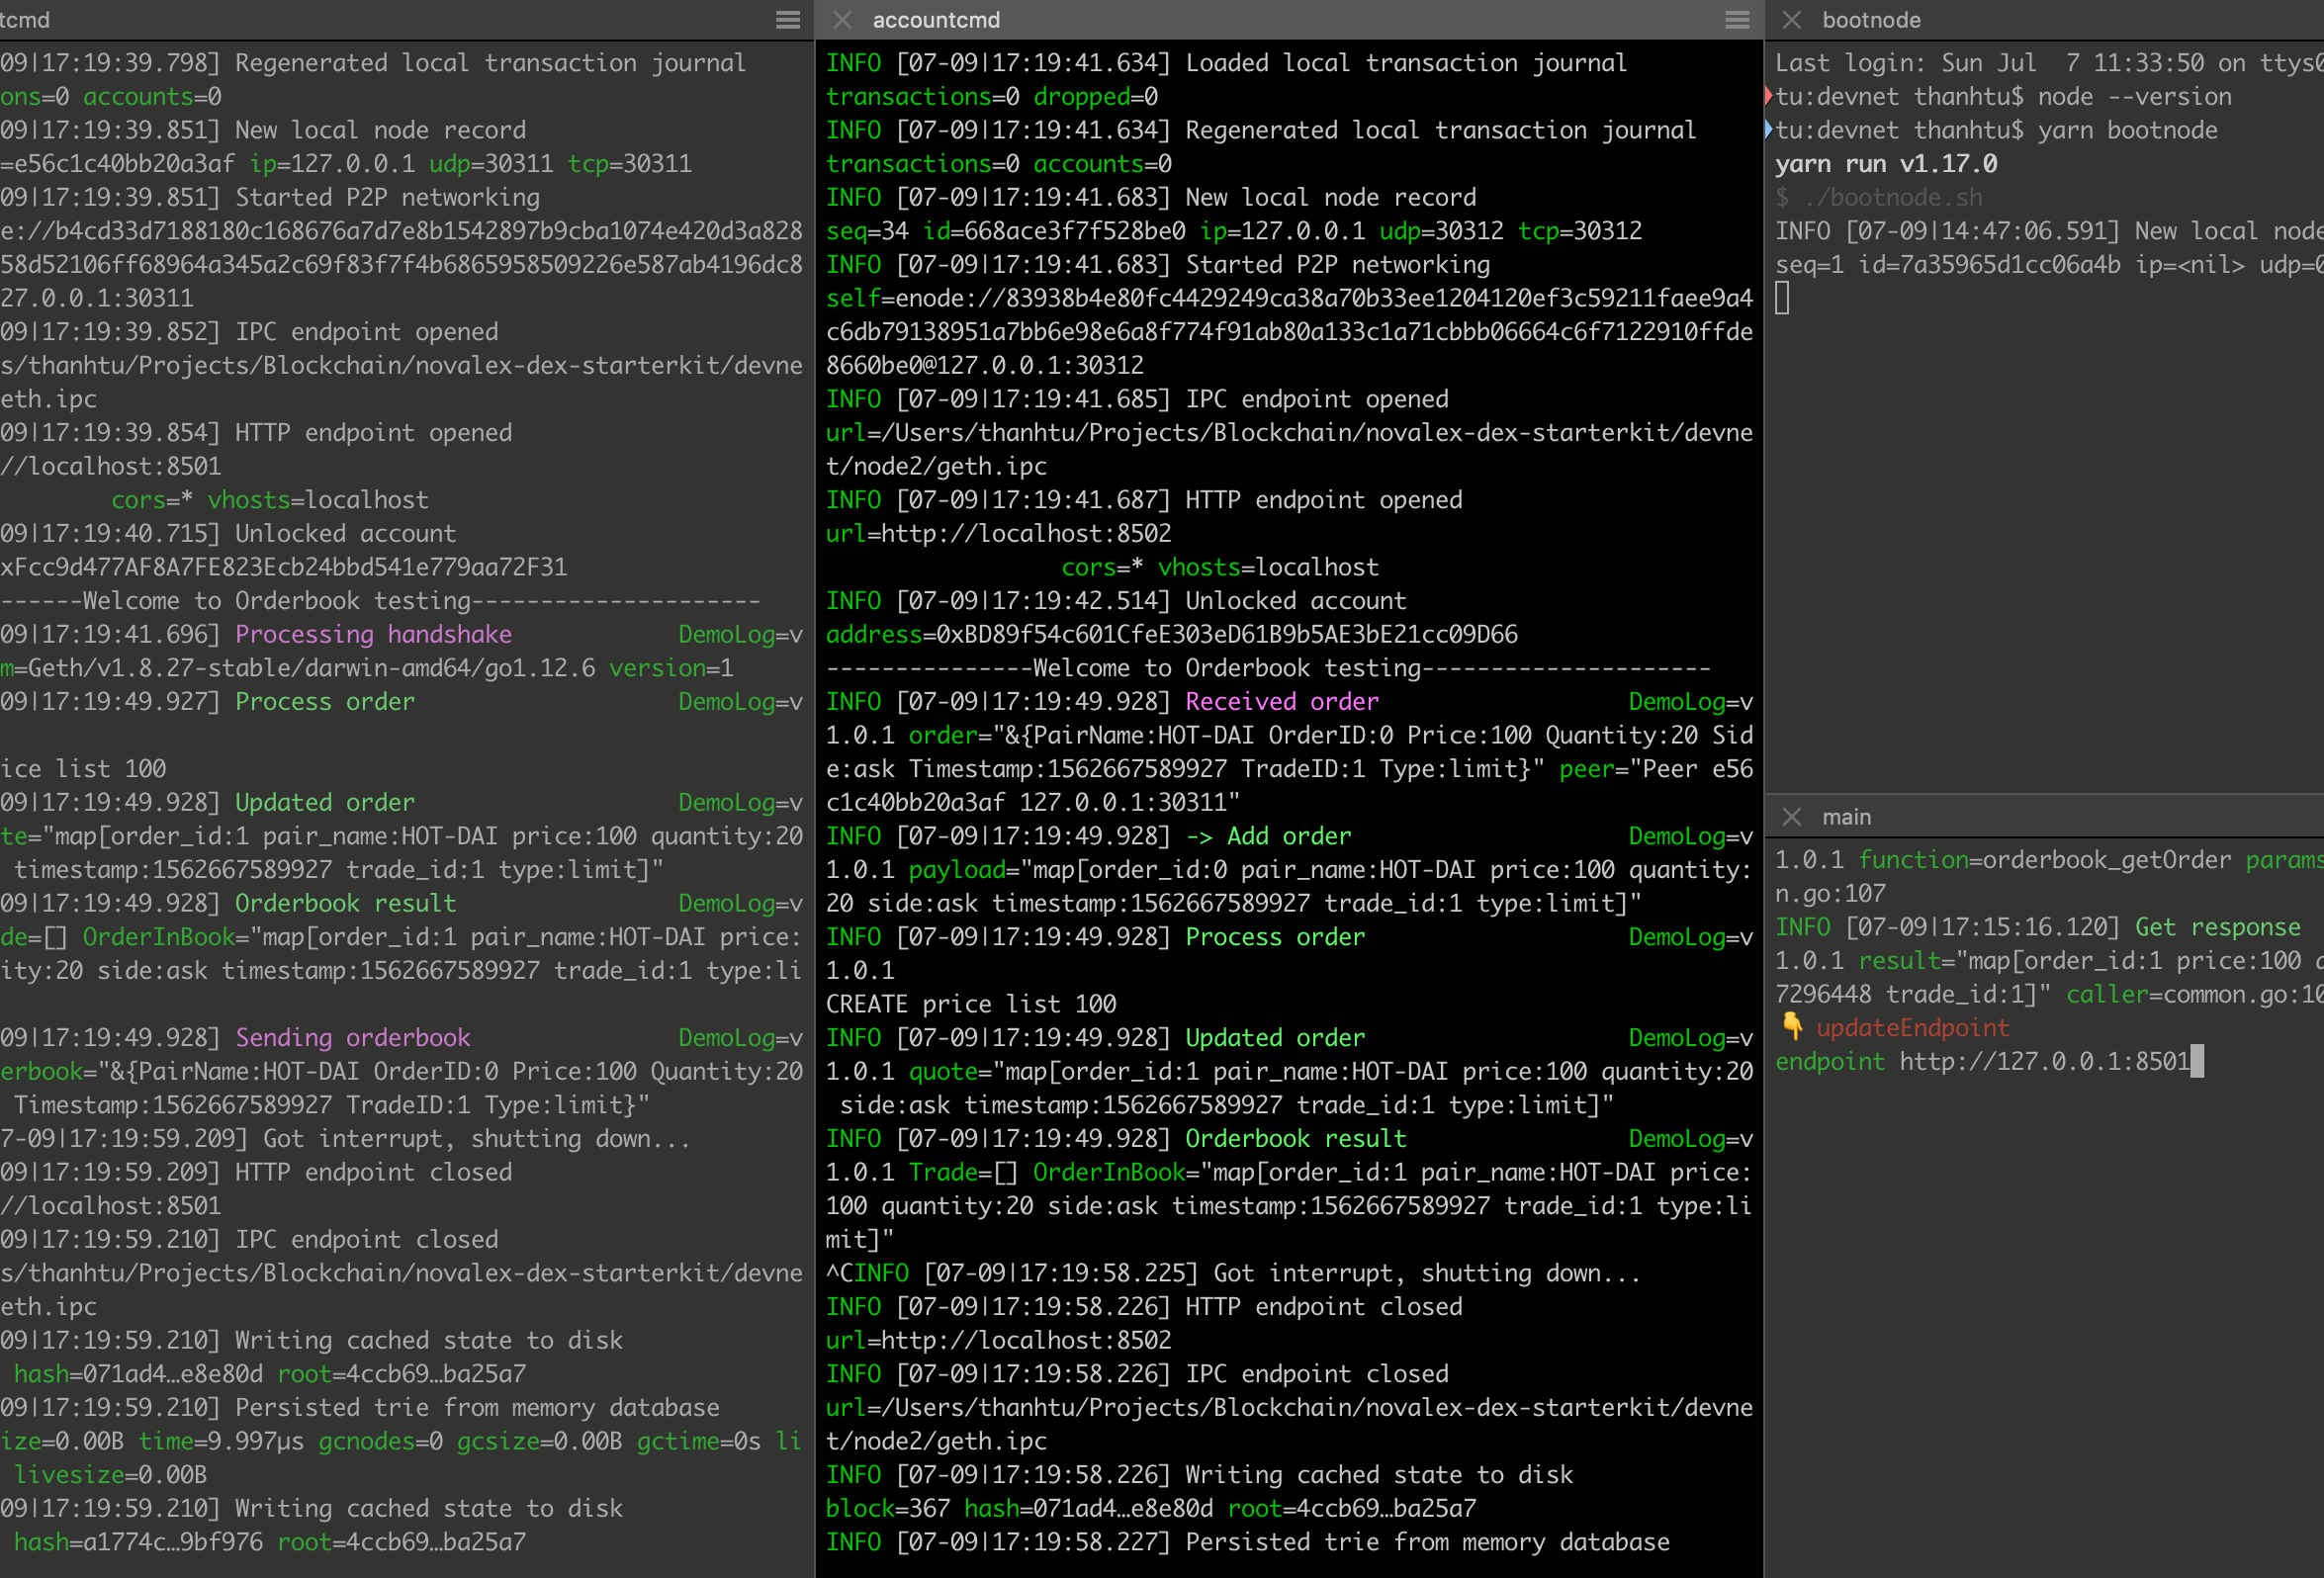 tcmd
09|17:19:39.798] Regenerated local transaction journal
ons=0 accounts=0
09|17:19:39.851] New local node record
=e56c1c40bb20a3af ip=127.0.0.1 udp=30311 tcp=30311
09|17:19:39.851] Started P2P networking
e://b4cd33d7188180c168676a7d7e8b1542897b9cba1074e420d3a828
58d52106ff68964a345a2c69f83f7f4b6865958509226e587ab4196dc8
27.0.0.1:30311
09|17:19:39.852] IPC endpoint opened
s/thanhtu/Projects/Blockchain/novalex-dex-starterkit/devne
eth.ipc
09|17:19:39.854] HTTP endpoint opened
//localhost:8501
cors=* vhosts=localhost
09|17:19:40.715] Unlocked account
xFcc9d477AF8A7FE823Ecb24bbd541e779aa72F31
------Welcome to Orderbook testing---------------------
09|17:19:41.696] Processing handshake DemoLog=v
m=Geth/v1.8.27-stable/darwin-amd64/go1.12.6 version=1
09|17:19:49.927] Process order DemoLog=v
ice list 100
09|17:19:49.928] Updated order DemoLog=v
te="map[order_id:1 pair_name:HOT-DAI price:100 quantity:20
timestamp:1562667589927 trade_id:1 type:limit]"
09|17:19:49.928] Orderbook result DemoLog=v
de=[] OrderInBook="map[order_id:1 pair_name:HOT-DAI price:
ity:20 side:ask timestamp:1562667589927 trade_id:1 type:li
09|17:19:49.928] Sending orderbook DemoLog=v
erbook="&{PairName:HOT-DAI OrderID:0 Price:100 Quantity:20
Timestamp:1562667589927 TradeID:1 Type:limit}"
7-09|17:19:59.209] Got interrupt, shutting down...
09|17:19:59.209] HTTP endpoint closed
//localhost:8501
09|17:19:59.210] IPC endpoint closed
s/thanhtu/Projects/Blockchain/novalex-dex-starterkit/devne
eth.ipc
09|17:19:59.210] Writing cached state to disk
hash=071ad4…e8e80d root=4ccb69…ba25a7
09|17:19:59.210] Persisted trie from memory database
ize=0.00B time=9.997µs gcnodes=0 gcsize=0.00B gctime=0s li
livesize=0.00B
09|17:19:59.210] Writing cached state to disk
hash=a1774c…9bf976 root=4ccb69…ba25a7
accountcmd
INFO [07-09|17:19:41.634] Loaded local transaction journal
transactions=0 dropped=0
INFO [07-09|17:19:41.634] Regenerated local transaction journal
transactions=0 accounts=0
INFO [07-09|17:19:41.683] New local node record
seq=34 id=668ace3f7f528be0 ip=127.0.0.1 udp=30312 tcp=30312
INFO [07-09|17:19:41.683] Started P2P networking
self=enode://83938b4e80fc4429249ca38a70b33ee1204120ef3c59211faee9a4
c6db79138951a7bb6e98e6a8f774f91ab80a133c1a71cbbb06664c6f7122910ffde
8660be0@127.0.0.1:30312
INFO [07-09|17:19:41.685] IPC endpoint opened
url=/Users/thanhtu/Projects/Blockchain/novalex-dex-starterkit/devne
t/node2/geth.ipc
INFO [07-09|17:19:41.687] HTTP endpoint opened
url=http://localhost:8502
cors=* vhosts=localhost
INFO [07-09|17:19:42.514] Unlocked account
address=0xBD89f54c601CfeE303eD61B9b5AE3bE21cc09D66
---------------Welcome to Orderbook testing---------------------
INFO [07-09|17:19:49.928] Received order DemoLog=v
1.0.1 order="&{PairName:HOT-DAI OrderID:0 Price:100 Quantity:20 Sid
e:ask Timestamp:1562667589927 TradeID:1 Type:limit}" peer="Peer e56
c1c40bb20a3af 127.0.0.1:30311"
INFO [07-09|17:19:49.928] -> Add order DemoLog=v
1.0.1 payload="map[order_id:0 pair_name:HOT-DAI price:100 quantity:
20 side:ask timestamp:1562667589927 trade_id:1 type:limit]"
INFO [07-09|17:19:49.928] Process order DemoLog=v
1.0.1
CREATE price list 100
INFO [07-09|17:19:49.928] Updated order DemoLog=v
1.0.1 quote="map[order_id:1 pair_name:HOT-DAI price:100 quantity:20
side:ask timestamp:1562667589927 trade_id:1 type:limit]"
INFO [07-09|17:19:49.928] Orderbook result DemoLog=v
1.0.1 Trade=[] OrderInBook="map[order_id:1 pair_name:HOT-DAI price:
100 quantity:20 side:ask timestamp:1562667589927 trade_id:1 type:li
mit]"
^CINFO [07-09|17:19:58.225] Got interrupt, shutting down...
INFO [07-09|17:19:58.226] HTTP endpoint closed
url=http://localhost:8502
INFO [07-09|17:19:58.226] IPC endpoint closed
url=/Users/thanhtu/Projects/Blockchain/novalex-dex-starterkit/devne
t/node2/geth.ipc
INFO [07-09|17:19:58.226] Writing cached state to disk
block=367 hash=071ad4…e8e80d root=4ccb69…ba25a7
INFO [07-09|17:19:58.227] Persisted trie from memory database
bootnode
Last login: Sun Jul  7 11:33:50 on ttys0
tu:devnet thanhtu$ node --version
tu:devnet thanhtu$ yarn bootnode
yarn run v1.17.0
$ ./bootnode.sh
INFO [07-09|14:47:06.591] New local node
seq=1 id=7a35965d1cc06a4b ip=<nil> udp=0
main
1.0.1 function=orderbook_getOrder params
n.go:107
INFO [07-09|17:15:16.120] Get response
1.0.1 result="map[order_id:1 price:100
7296448 trade_id:1]" caller=common.go:10
👇 updateEndpoint
endpoint http://127.0.0.1:8501